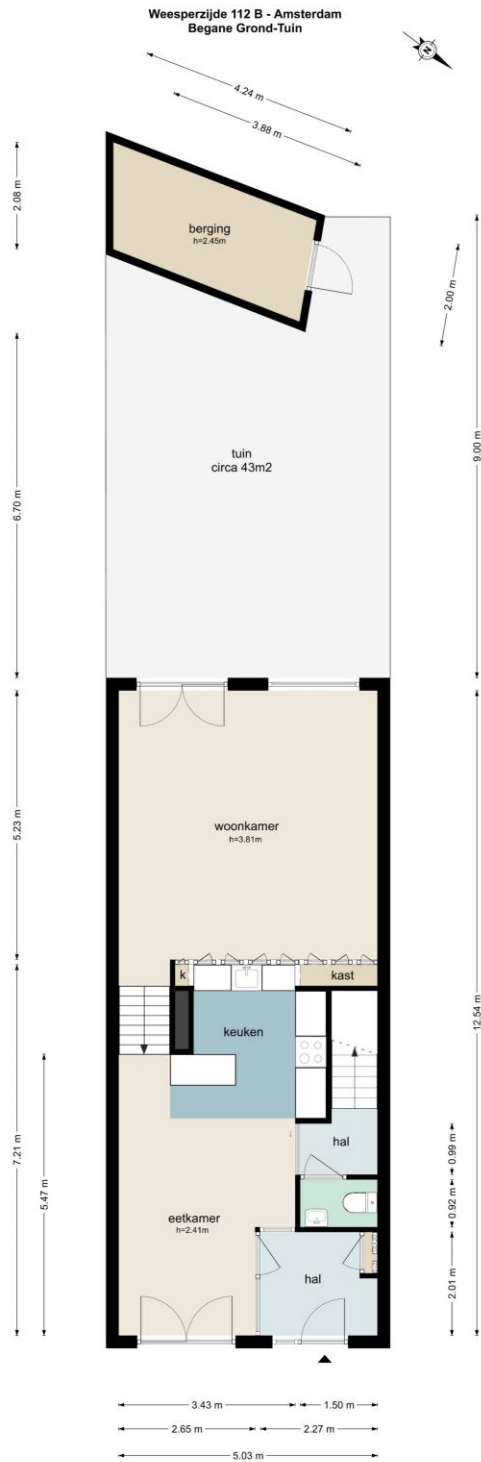 Weesperzijde 112 B - Amsterdam
Begane Grond-Tuin
N
4.24 m
3.88 m
2.08 m
berging
h=2.45m
2.00 m
tuin
circa 43m2
9.00 m
6.70 m
5.23 m
woonkamer
h=3.81m
k
kast
keuken
12.54 m
7.21 m
5.47 m
hal
0.99 m
0.92 m
eetkamer
h=2.41m
hal
2.01 m
3.43 m
1.50 m
2.65 m
2.27 m
5.03 m